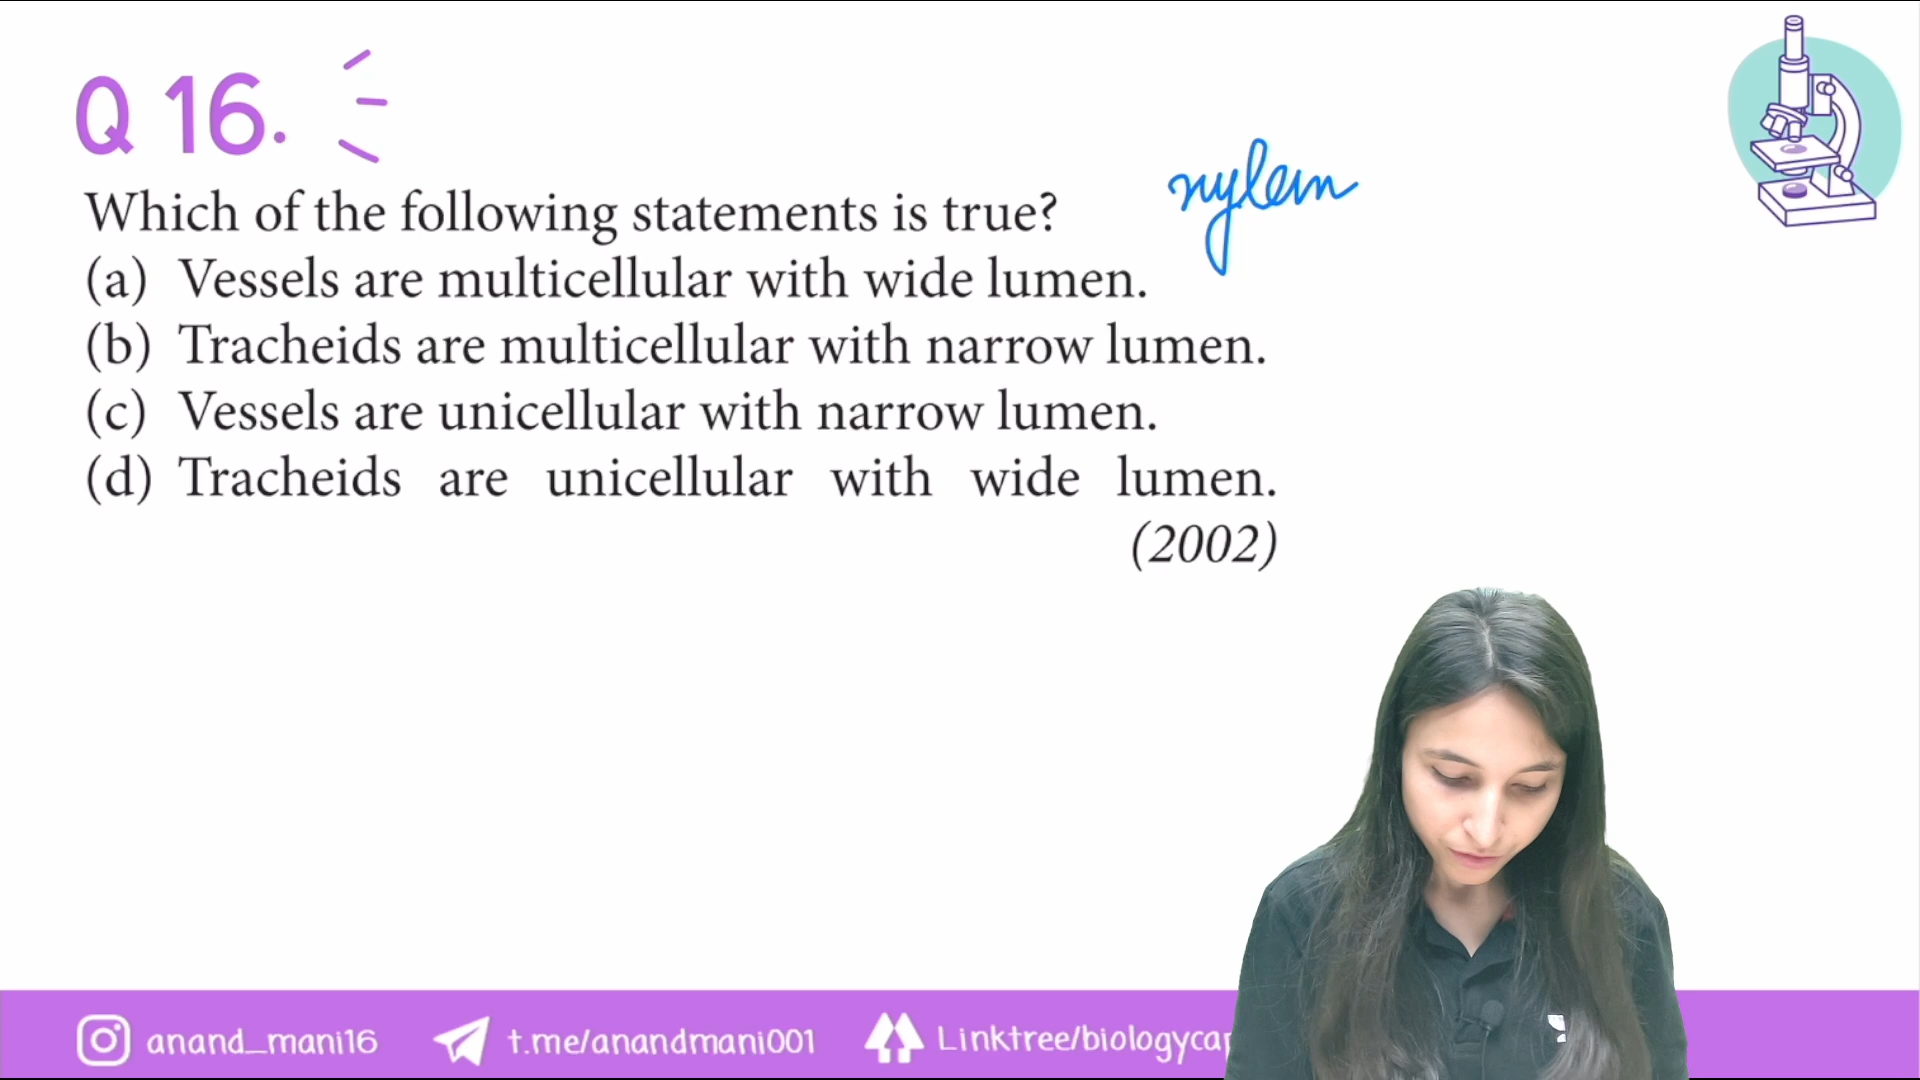 Q 16.
xylem
Which of the following statements is true?
(a) Vessels are multicellular with wide lumen.
(b) Tracheids are multicellular with narrow lumen.
(c) Vessels are unicellular with narrow lumen.
(d) Tracheids are unicellular with wide lumen.
(2002)
anand_mani16 t.me/anandmani001 Linktree/biologycap